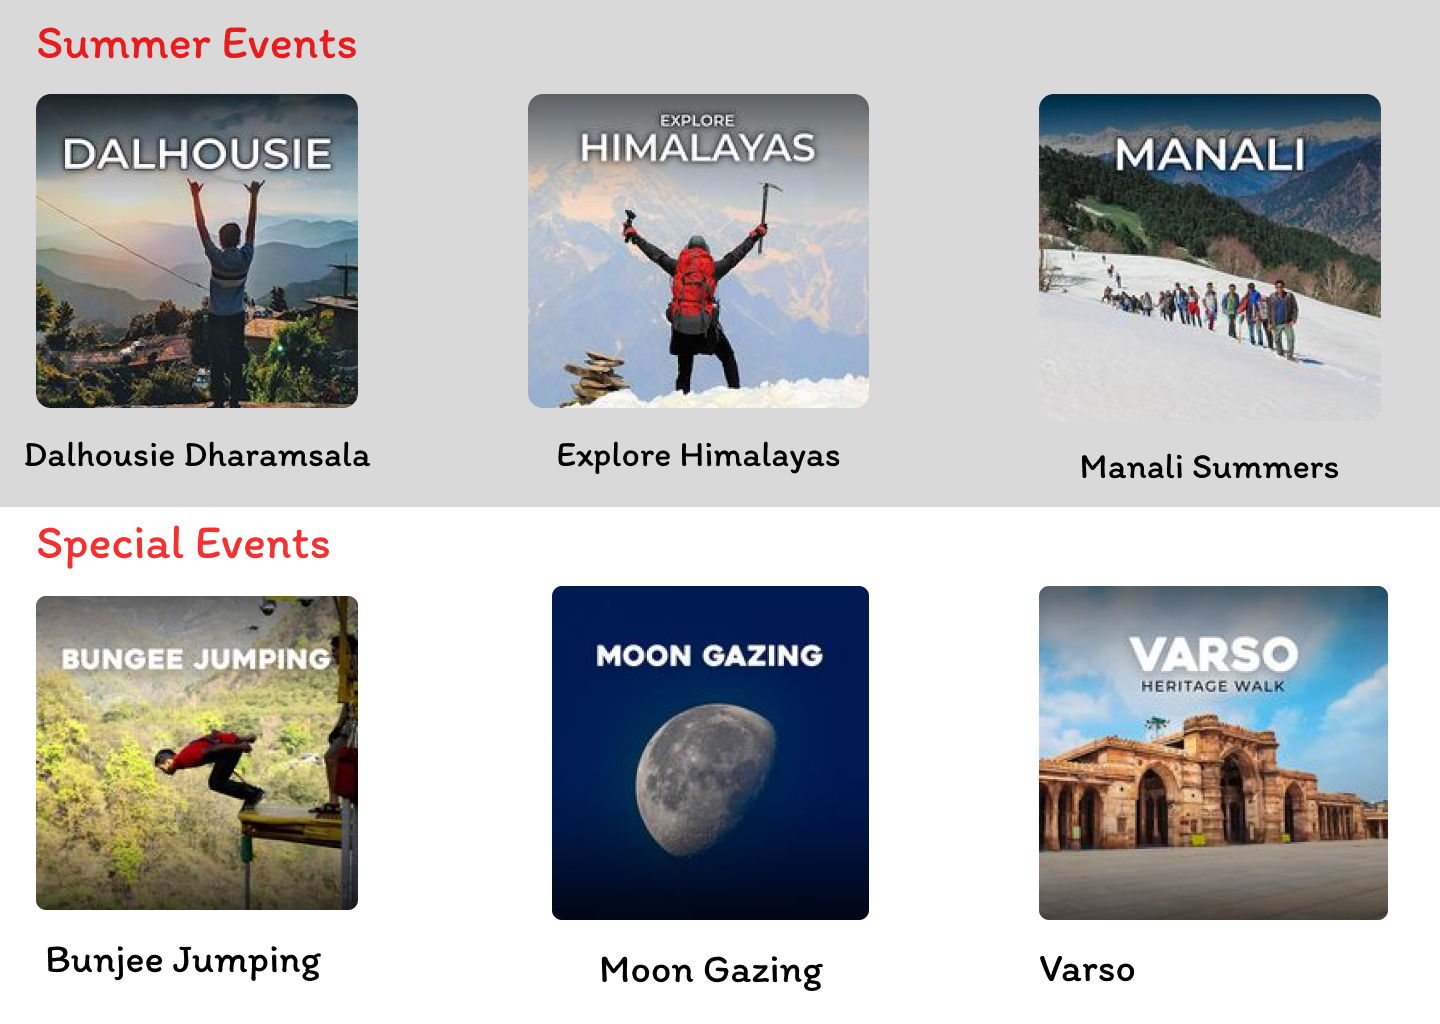 Summer Events
DALHOUSIE
EXPLORE
HIMALAYAS
MANALI
Dalhousie Dharamsala
Explore Himalayas
Manali Summers
Special Events
BUNGEE JUMPING
MOON GAZING
VARSO
HERITAGE WALK
Bunjee Jumping
Moon Gazing
Varso